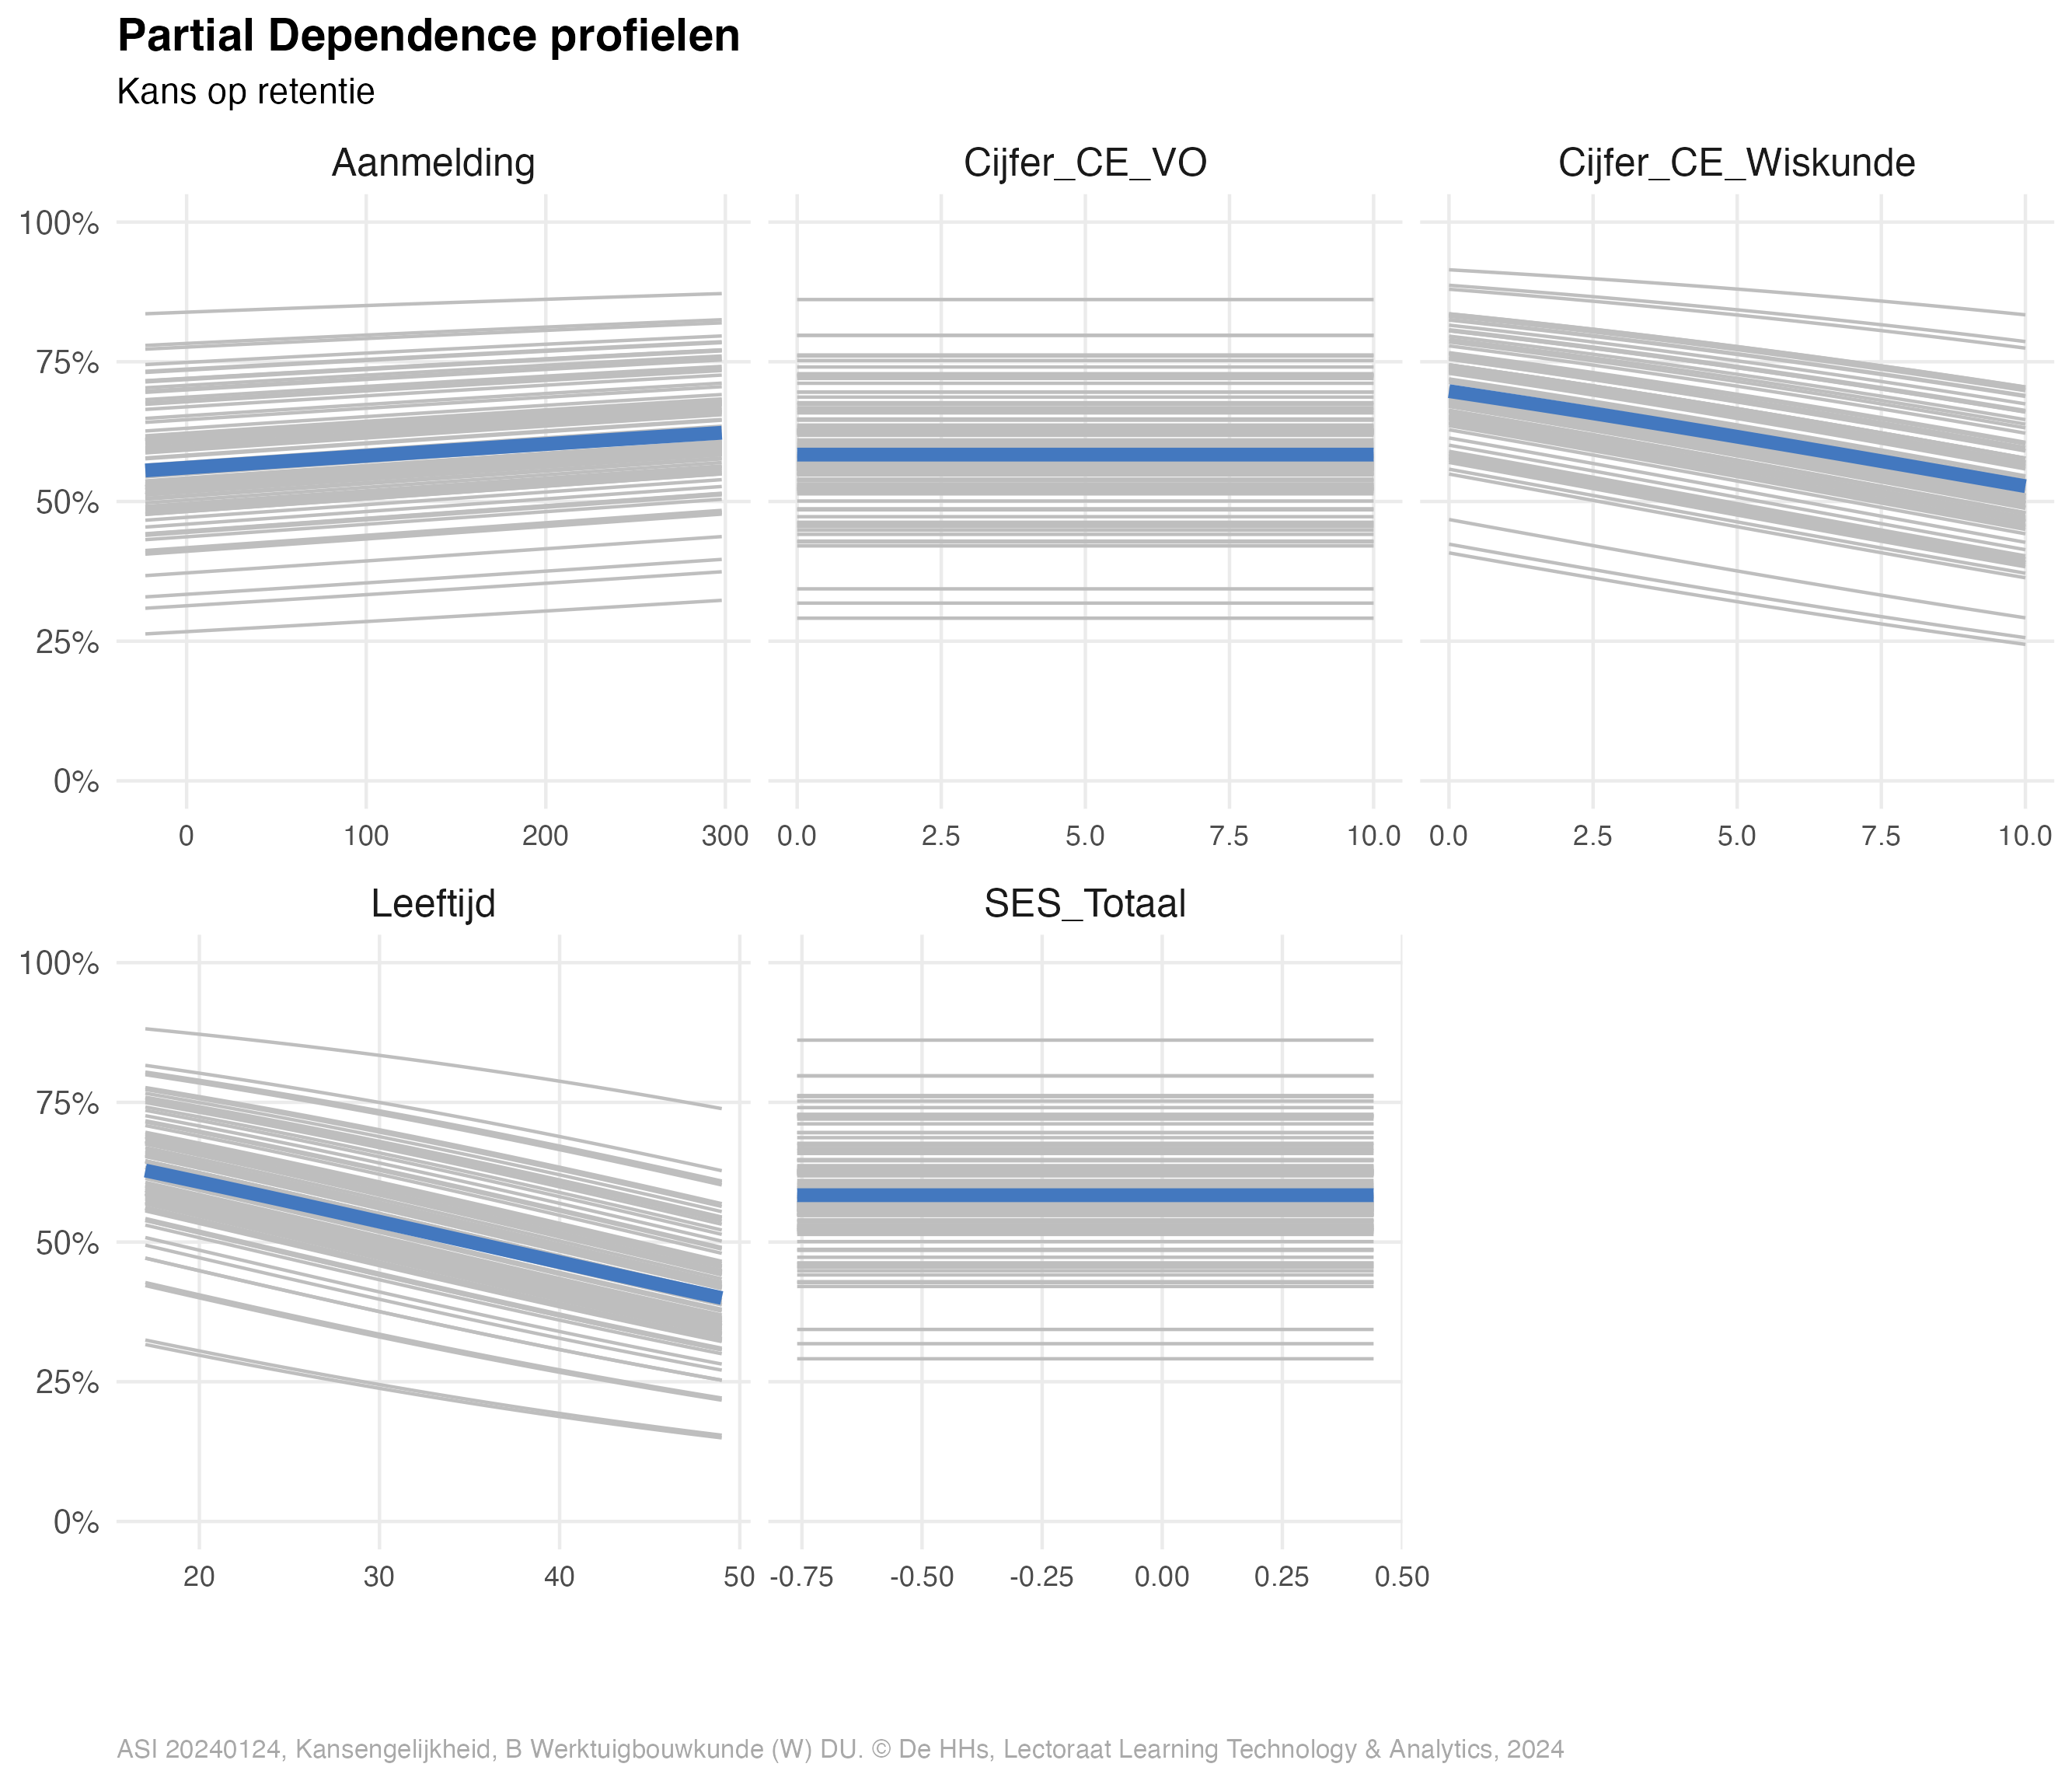 Partial Dependence profielen
Kans op retentie
Aanmelding
Cijfer_CE_VO
Cijfer_CE_Wiskunde
100%
75%
50%
25%
0%
0 100 200 300
0.0 2.5 5.0 7.5 10.0
0.0 2.5 5.0 7.5 10.0
Leeftijd
SES_Totaal
100%
75%
50%
25%
0%
20 30 40 50
-0.75 -0.50 -0.25 0.00 0.25 0.50
ASI 20240124, Kansengelijkheid, B Werktuigbouwkunde (W) DU. © De HHs, Lectoraat Learning Technology & Analytics, 2024